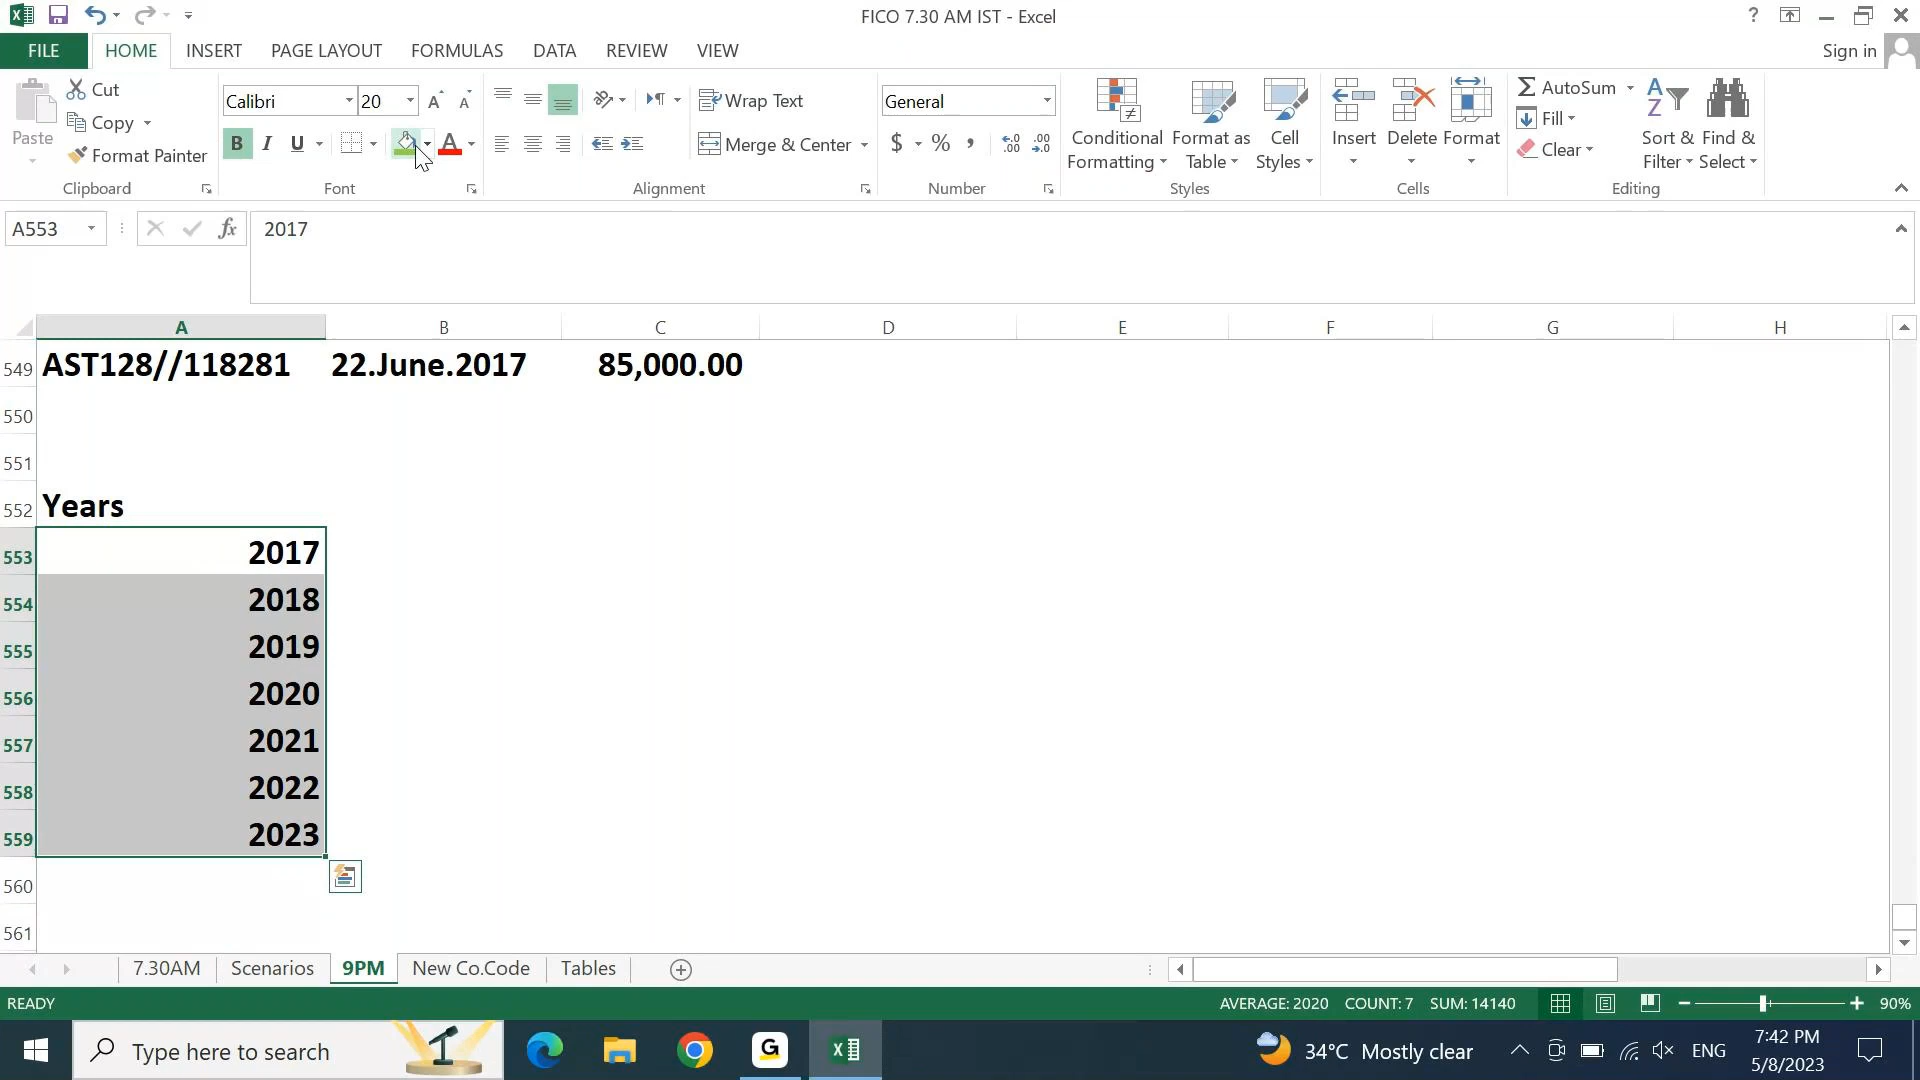 FICO 7.30 AM IST - Excel
?
FILE HOME INSERT PAGE LAYOUT FORMULAS DATA REVIEW VIEW Sign in
Paste
Cut
Copy
Format Painter
Clipboard
Calibri 20
B I U A
Font
Wrap Text
Merge & Center
Alignment
General
$ % ,
Number
Conditional Formatting
Format as Table
Cell Styles
Styles
Insert Delete Format
Cells
AutoSum
Fill
Clear
Sort & Filter
Find & Select
Editing
A553 fx 2017
A B C D E F G H
549 AST128//118281 22.June.2017 85,000.00
550
551
552 Years
553 2017
554 2018
555 2019
556 2020
557 2021
558 2022
559 2023
560
561
7.30AM Scenarios 9PM New Co.Code Tables
READY AVERAGE: 2020 COUNT: 7 SUM: 14140 90%
Type here to search 34°C Mostly clear ENG 7:42 PM
5/8/2023